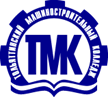 ТОЛЬЯТТИНСКИЙ МАШИНОСТРОИТЕЛЬНЫЙ КОЛЛЕДЖ
ТМК